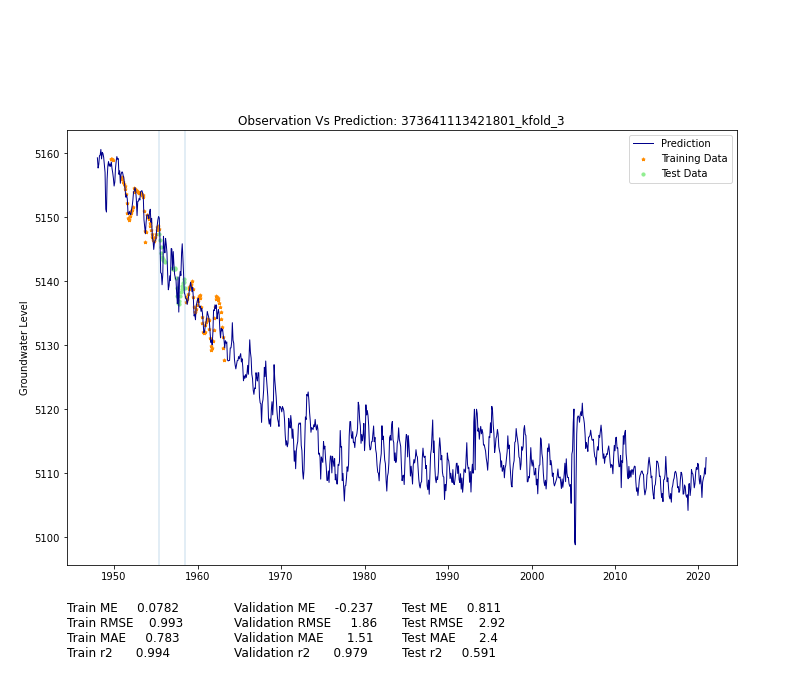 Observation Vs Prediction: 373641113421801_kfold_3
Prediction
Training Data
Test Data
5160
5150
5140
5130
5120
5110
5100
Groundwater Level
1950 1960 1970 1980 1990 2000 2010 2020
Train ME 0.0782 Validation ME -0.237 Test ME 0.811
Train RMSE 0.993 Validation RMSE 1.86 Test RMSE 2.92
Train MAE 0.783 Validation MAE 1.51 Test MAE 2.4
Train r2 0.994 Validation r2 0.979 Test r2 0.591